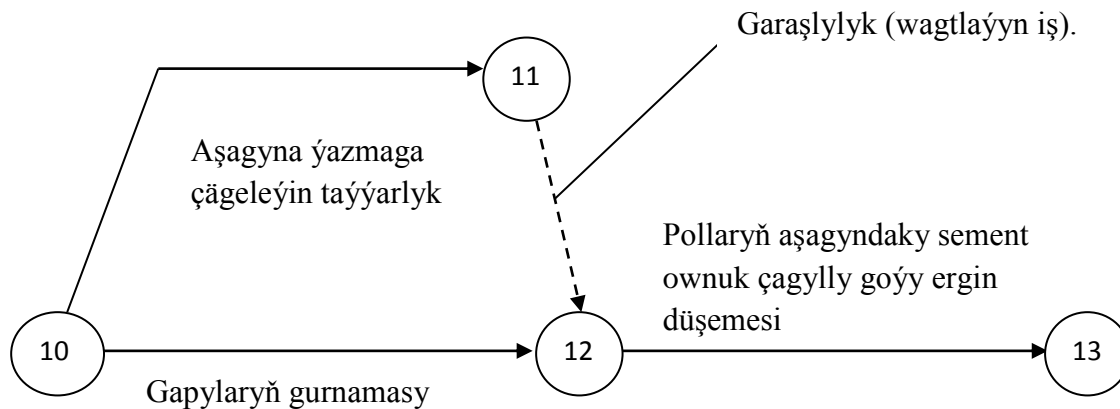 Garaşlylyk (wagtlaýyn iş).
11
Aşagyna ýazmaga
çägeleýin taýýarlyk
Pollaryň aşagyndaky sement
ownuk çagylly goýy ergin
düşemesi
10
12
13
Gapylaryň gurnamasy